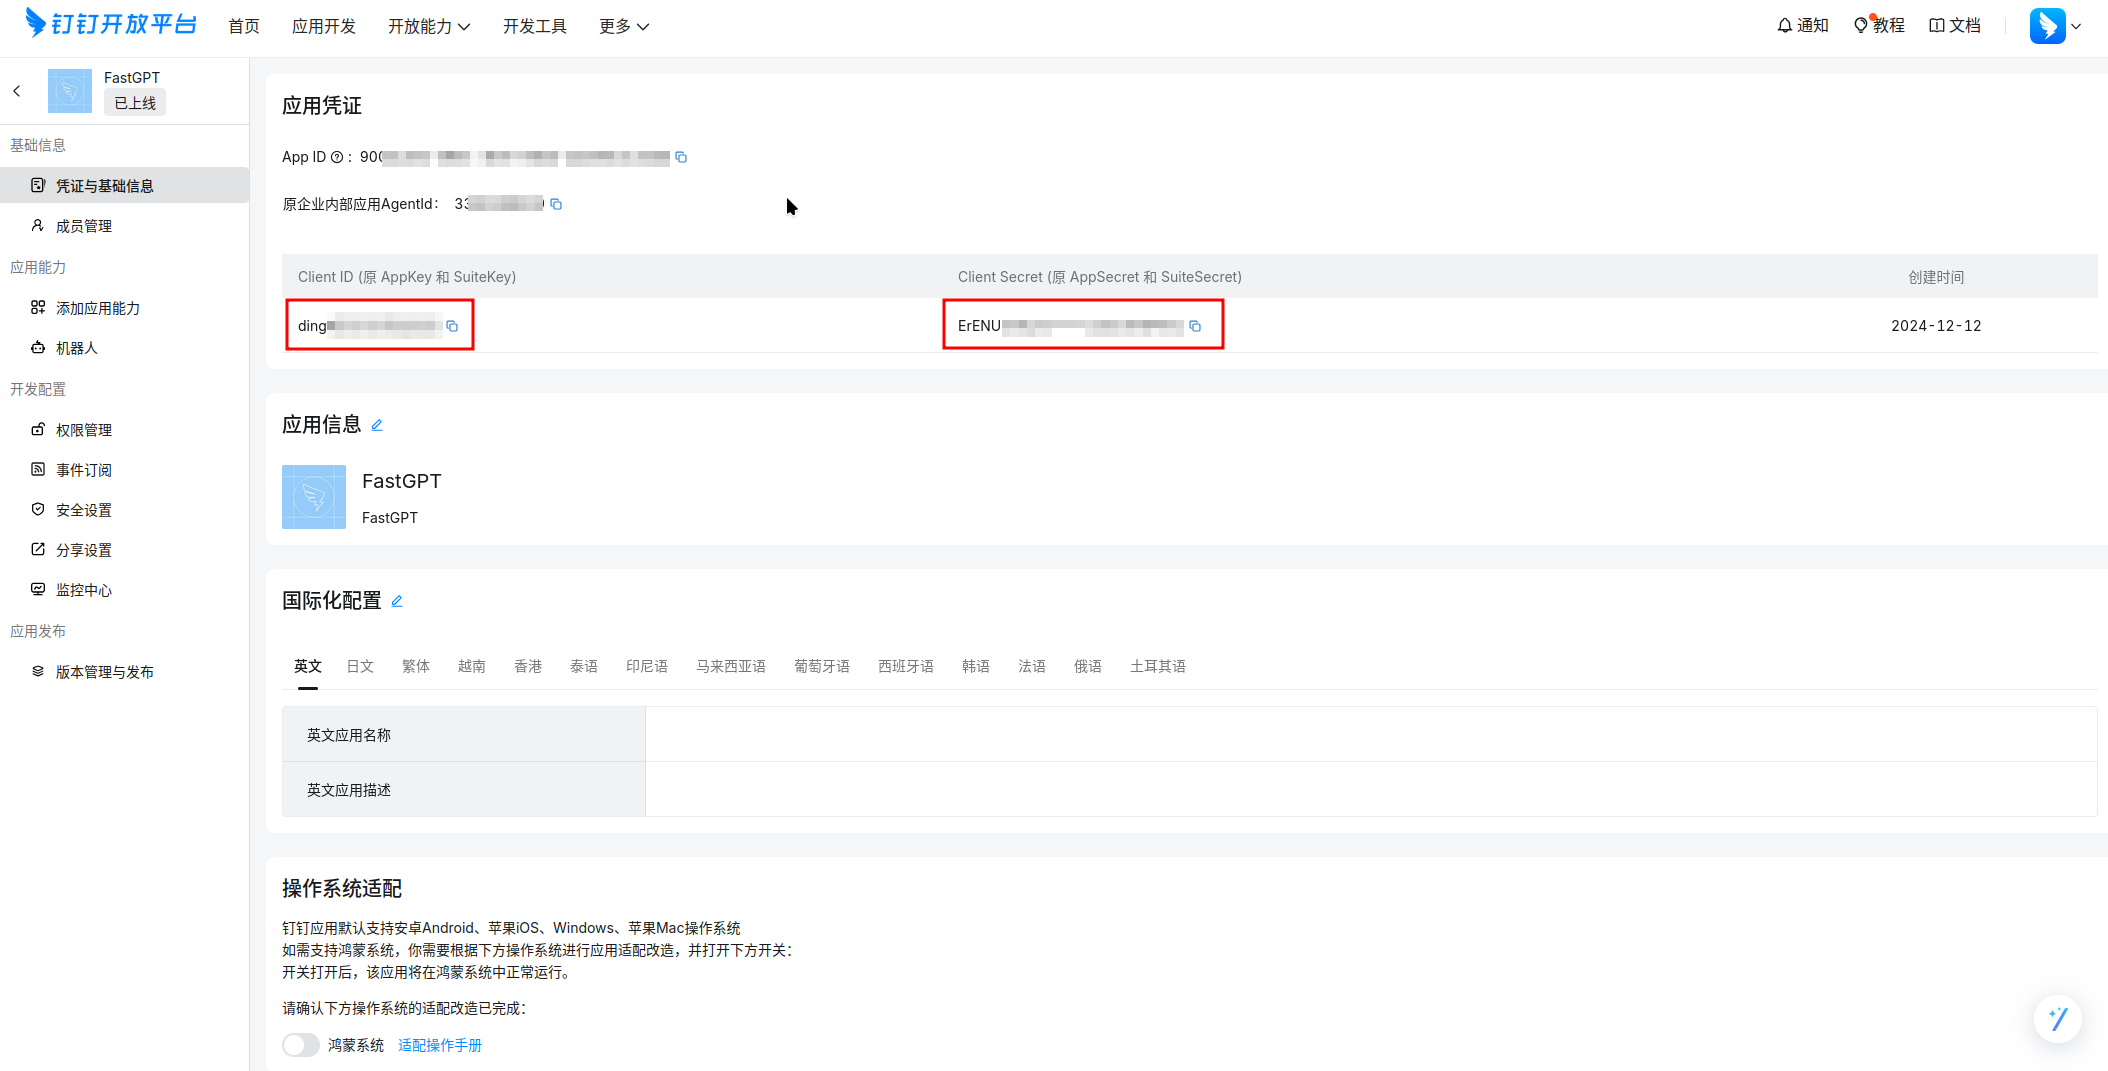 钉钉开放平台 首页 应用开发 开放能力 开发工具 更多 通知 教程 文档
FastGPT
已上线
基础信息
凭证与基础信息
成员管理
应用能力
添加应用能力
机器人
开发配置
权限管理
事件订阅
安全设置
分享设置
监控中心
应用发布
版本管理与发布
应用凭证
App ID ： 900
原企业内部应用AgentId： 33
Client ID (原 AppKey 和 SuiteKey) Client Secret (原 AppSecret 和 SuiteSecret) 创建时间
ding ErENU 2024-12-12
应用信息
FastGPT
FastGPT
国际化配置
英文 日文 繁体 越南 香港 泰语 印尼语 马来西亚语 葡萄牙语 西班牙语 韩语 法语 俄语 土耳其语
英文应用名称
英文应用描述
操作系统适配
钉钉应用默认支持安卓Android、苹果iOS、Windows、苹果Mac操作系统
如需支持鸿蒙系统，你需要根据下方操作系统进行应用适配改造，并打开下方开关：
开关打开后，该应用将在鸿蒙系统中正常运行。
请确认下方操作系统的适配改造已完成：
鸿蒙系统 适配操作手册